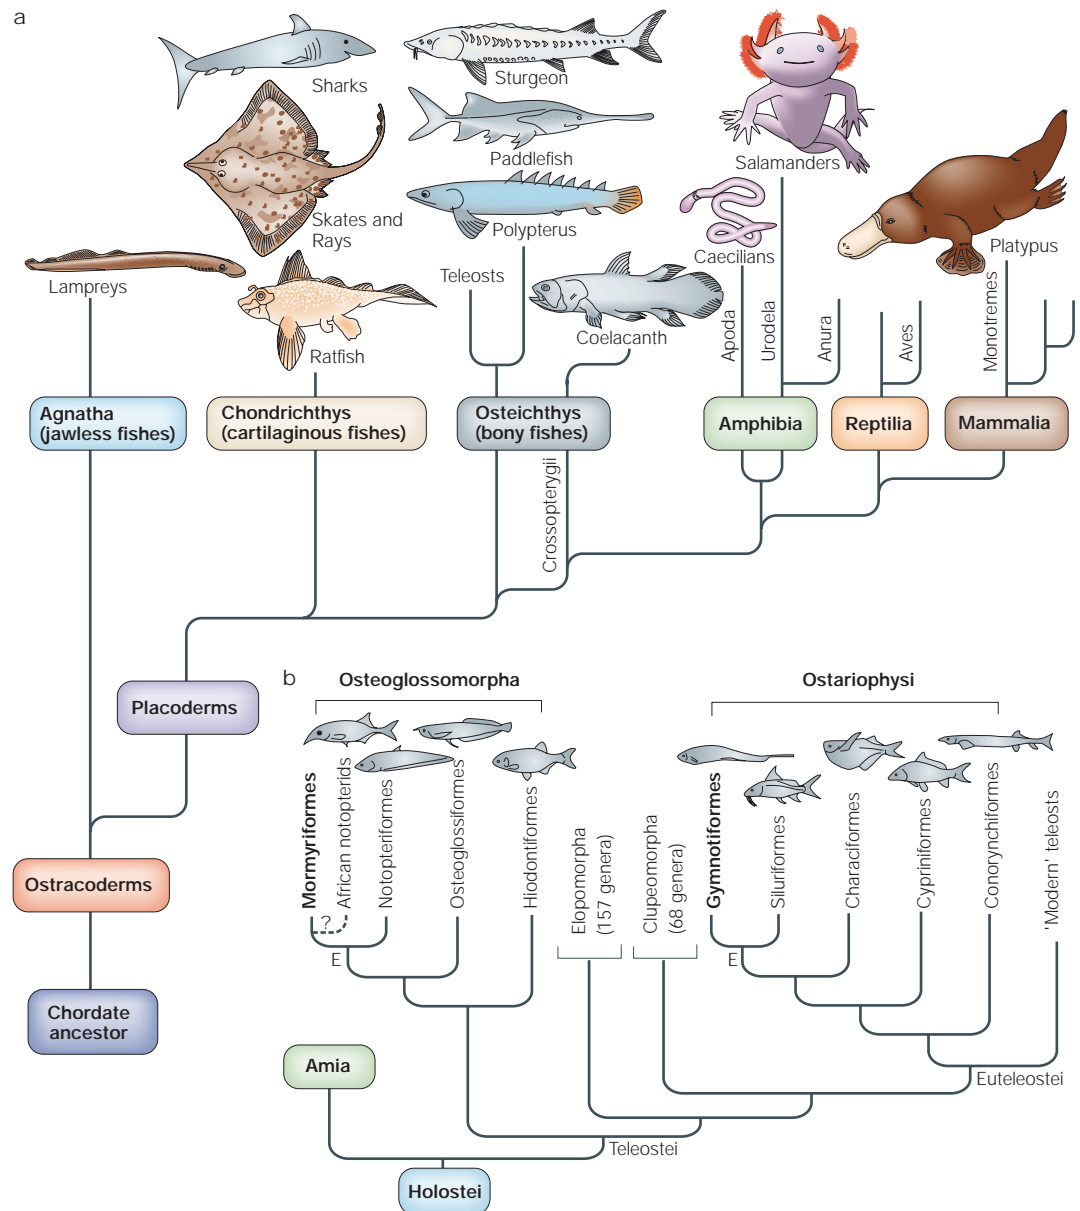 a
Sharks
Sturgeon
Paddlefish
Salamanders
Skates and
Rays
Polypterus
Caecilians
Platypus
Lampreys
Teleosts
Ratfish
Coelacanth
Apoda
Urodela
Anura
Aves
Monotremes
Agnatha
(jawless fishes)
Chondrichthys
(cartilaginous fishes)
Osteichthys
(bony fishes)
Amphibia
Reptilia
Mammalia
Crossopterygii
Placoderms
Ostracoderms
Chordate
ancestor
b
Osteoglossomorpha
Ostariophysi
Mormyriformes
African notopterids
Notopteriformes
Osteoglossiformes
Hiodontiformes
Elopomorpha
(157 genera)
Clupeomorpha
(68 genera)
Gymnotiformes
Siluriformes
Characiformes
Cypriniformes
Conorynchiformes
'Modern' teleosts
?
E
E
Amia
Euteleostei
Teleostei
Holostei